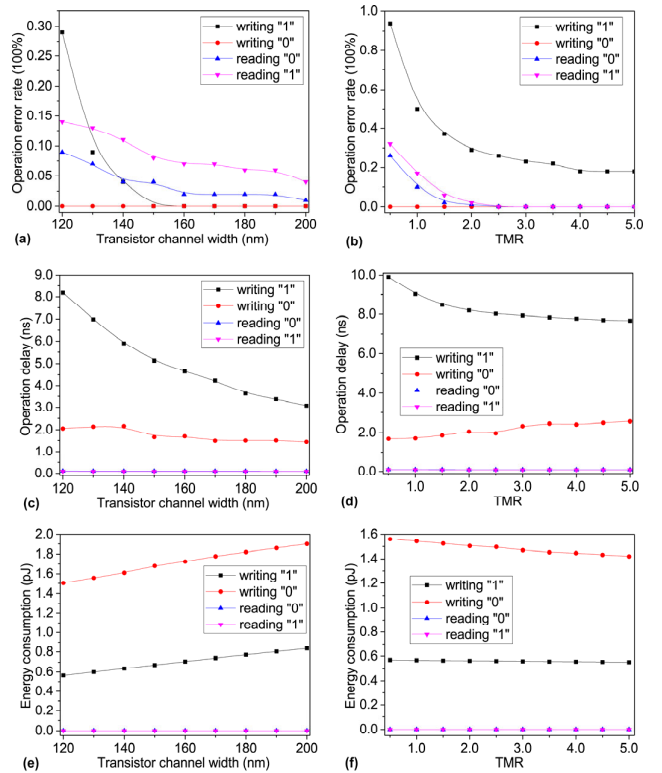 0.30
0.25
0.20
0.15
0.10
0.05
0.00
Operation error rate (100%)
writing "1"
writing "0"
reading "0"
reading "1"
120 140 160 180 200
(a) Transistor channel width (nm)
1.0
0.8
0.6
0.4
0.2
0.0
Operation error rate (100%)
writing "1"
writing "0"
reading "0"
reading "1"
1.0 2.0 3.0 4.0 5.0
(b) TMR
9.0
8.0
7.0
6.0
5.0
4.0
3.0
2.0
1.0
0.0
Operation delay (ns)
writing "1"
writing "0"
reading "0"
reading "1"
120 140 160 180 200
(c) Transistor channel width (nm)
10.0
8.0
6.0
4.0
2.0
0.0
Operation delay (ns)
writing "1"
writing "0"
reading "0"
reading "1"
1.0 2.0 3.0 4.0 5.0
(d) TMR
2.0
1.8
1.6
1.4
1.2
1.0
0.8
0.6
0.4
0.2
0.0
Energy consumption (pJ)
writing "1"
writing "0"
reading "0"
reading "1"
120 140 160 180 200
(e) Transistor channel width (nm)
1.6
1.4
1.2
1.0
0.8
0.6
0.4
0.2
0.0
Energy consumption (pJ)
writing "1"
writing "0"
reading "0"
reading "1"
1.0 2.0 3.0 4.0 5.0
(f) TMR